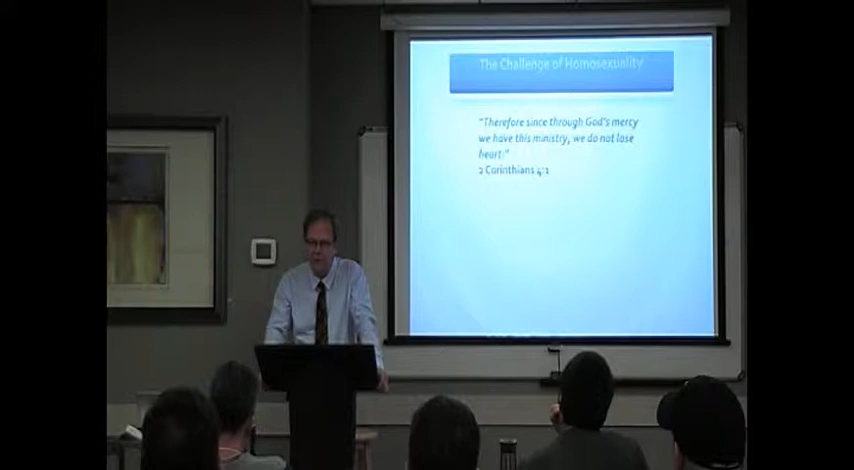 The Challenge of Homosexuality
"Therefore since through God's mercy
we have this ministry, we do not lose
heart."
2 Corinthians 4:1